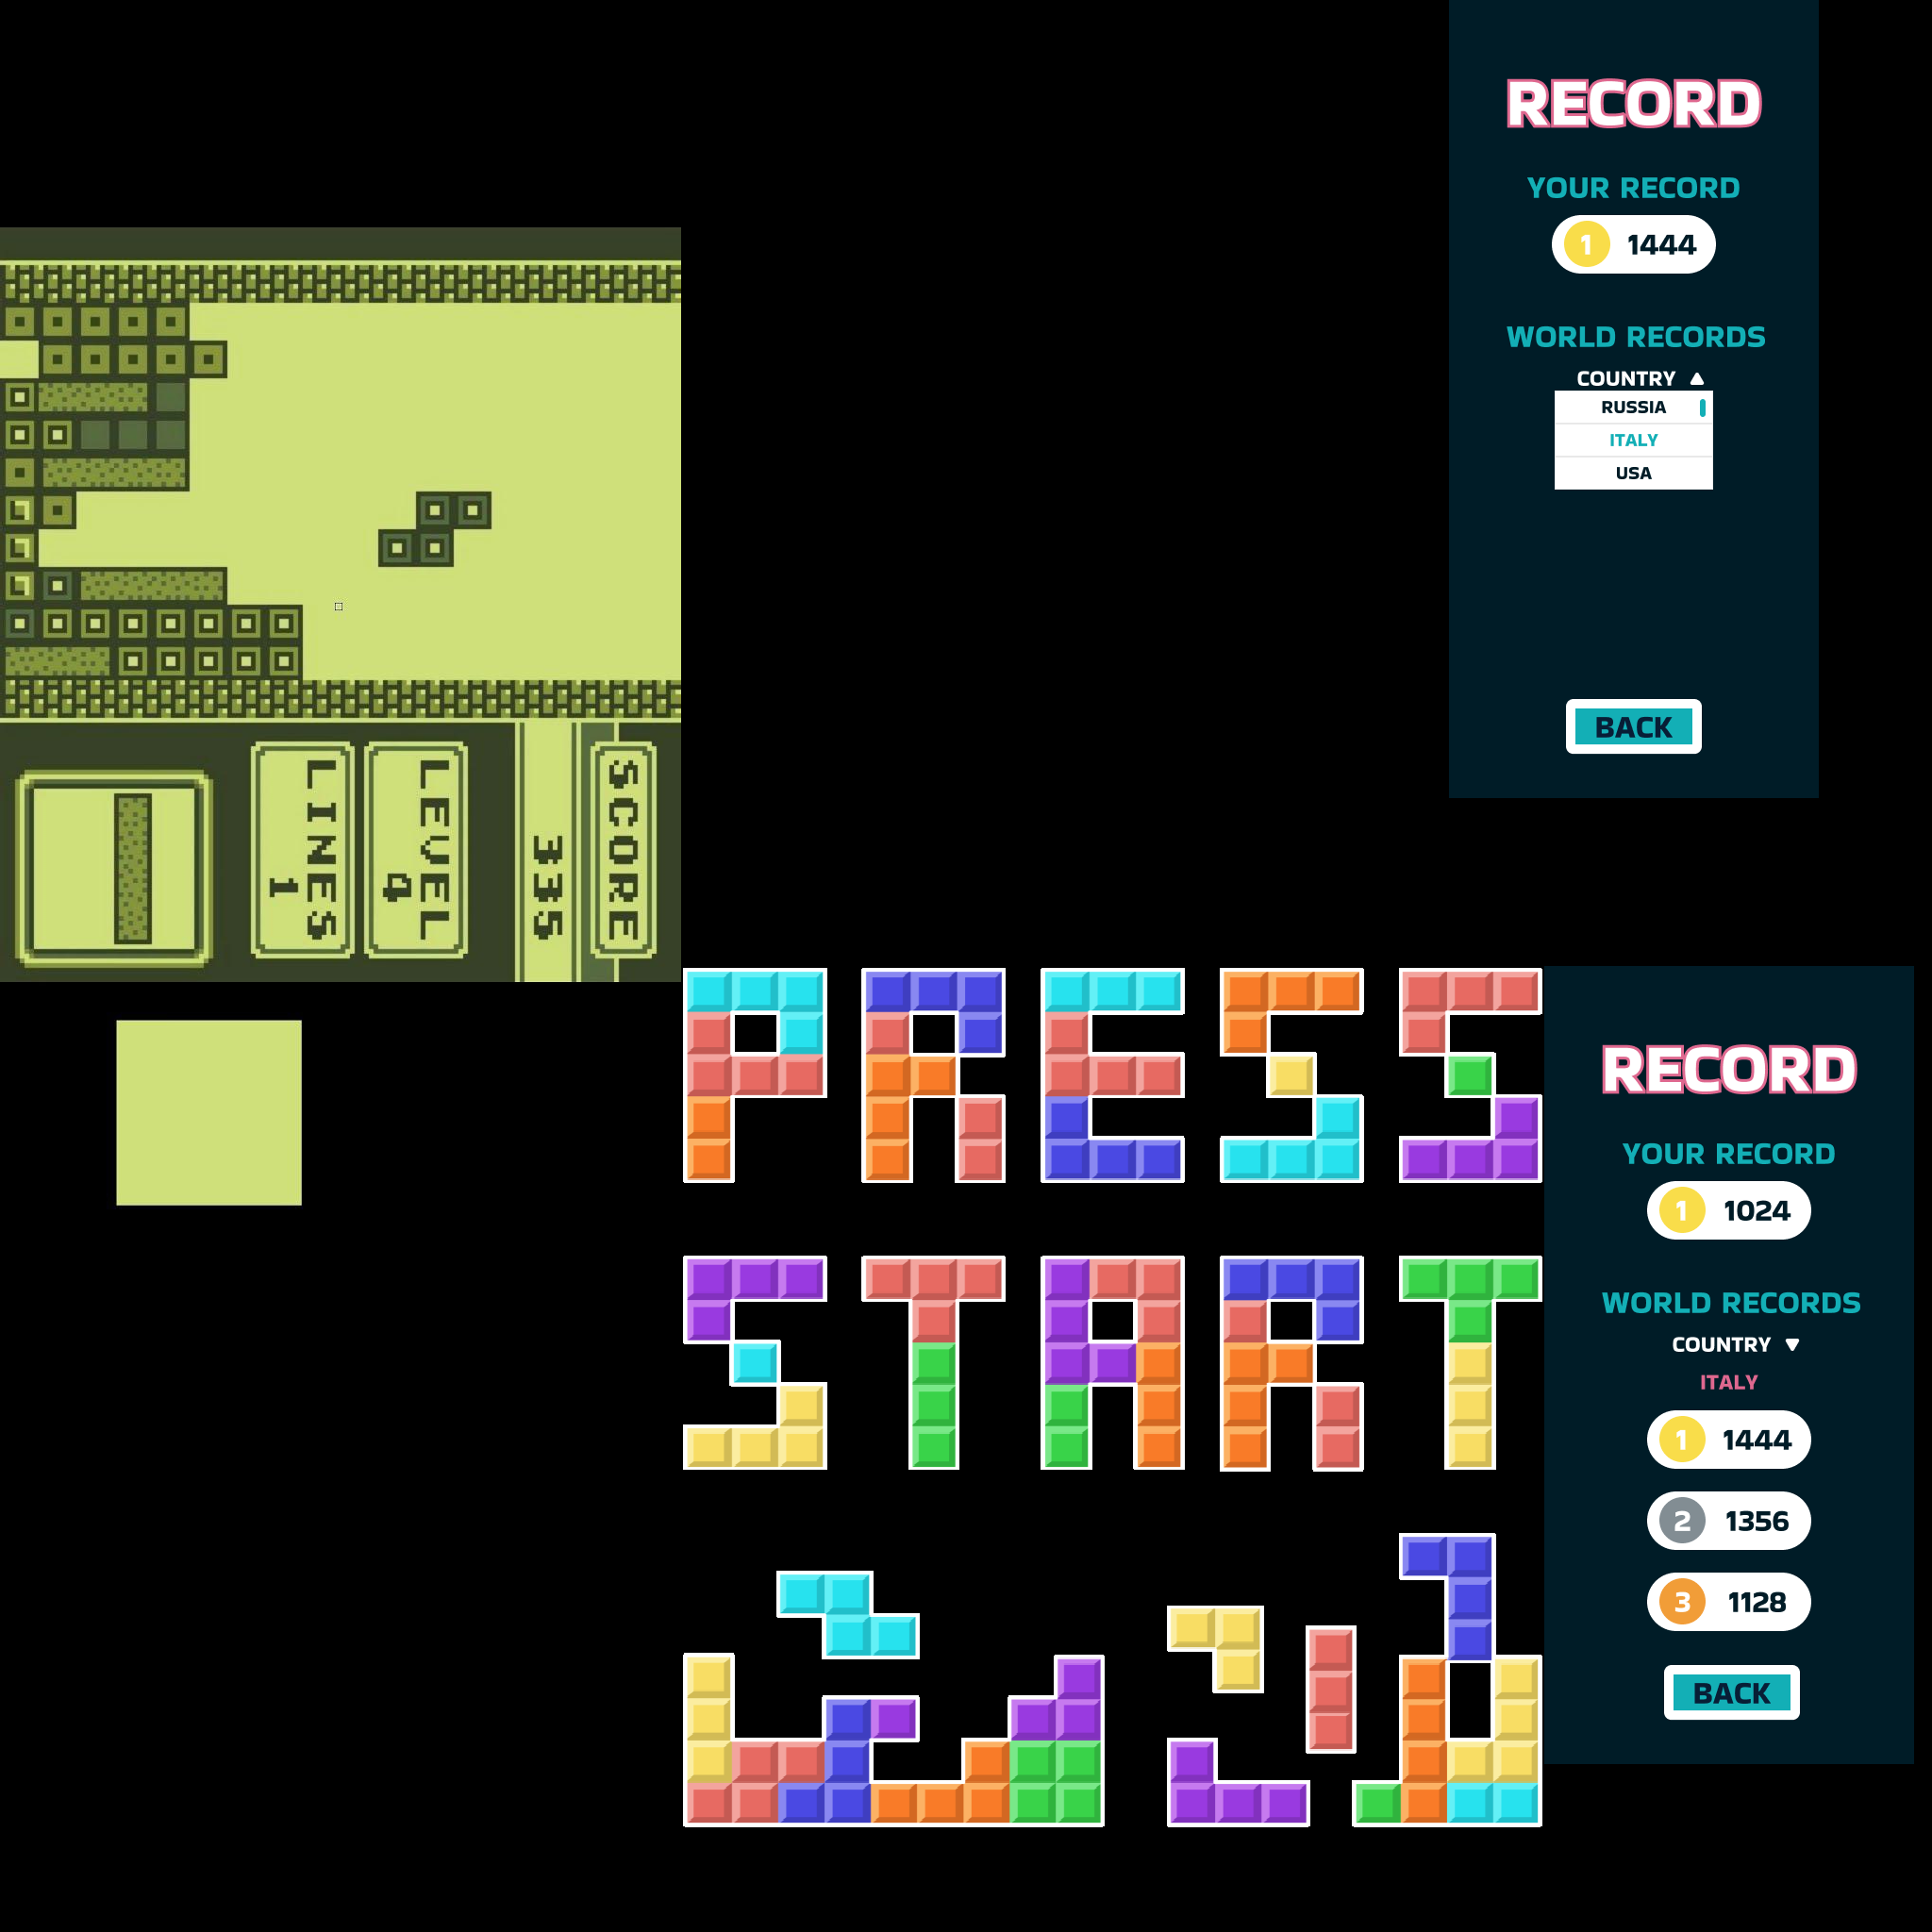 RECORD
YOUR RECORD
1 1444
WORLD RECORDS
COUNTRY ▲
RUSSIA
ITALY
USA
BACK
SCORE
335
LEVEL
4
LINES
1
PRESS
START
RECORD
YOUR RECORD
1 1024
WORLD RECORDS
COUNTRY ▼
ITALY
1 1444
2 1356
3 1128
BACK